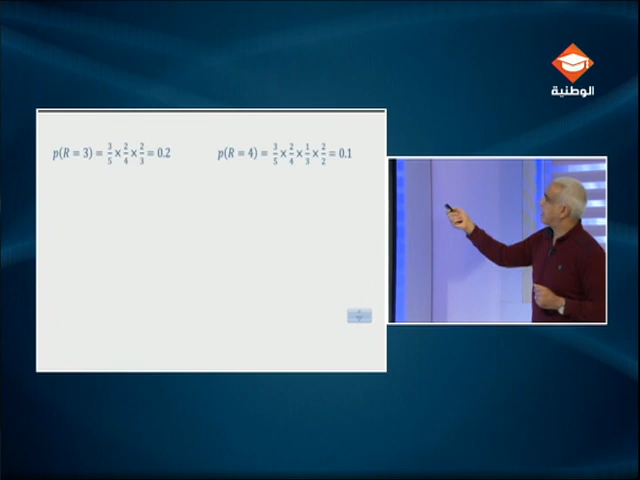 الوطنية
p(R = 3) = 3/5 × 2/4 × 2/3 = 0.2
p(R = 4) = 3/5 × 2/4 × 1/3 × 2/2 = 0.1